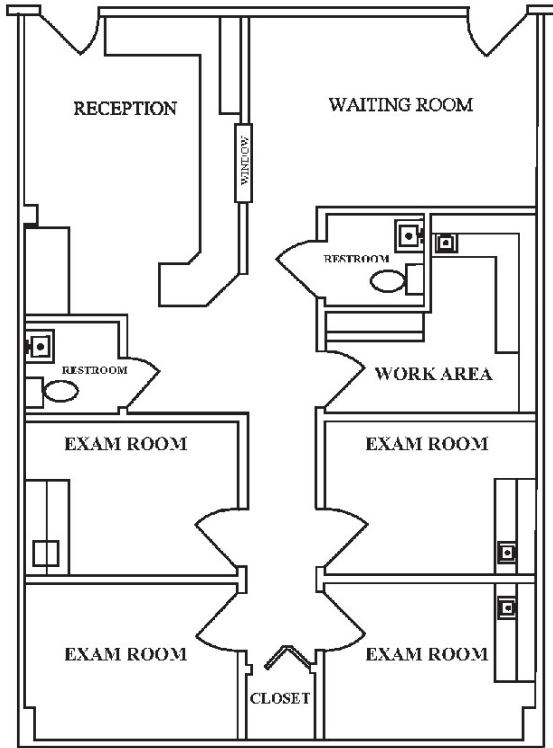 RECEPTION
WAITING ROOM
WINDOW
RESTROOM
RESTROOM
WORK AREA
EXAM ROOM
EXAM ROOM
EXAM ROOM
EXAM ROOM
CLOSET